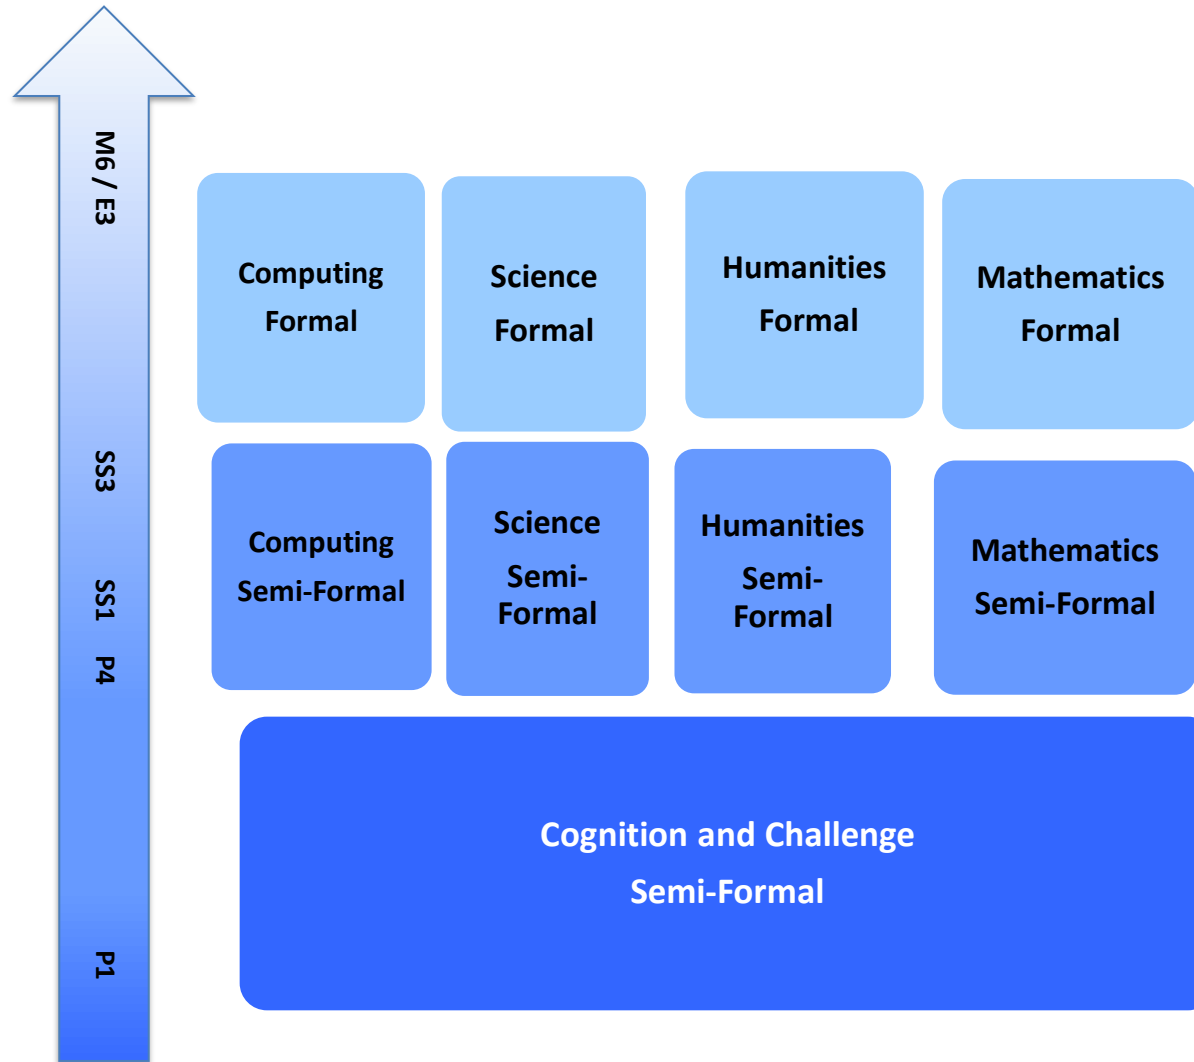 M6 / E3
SS3
SS1
P4
P1
Computing
Formal
Science
Formal
Humanities
Formal
Mathematics
Formal
Computing
Semi-Formal
Science
Semi-
Formal
Humanities
Semi-
Formal
Mathematics
Semi-Formal
Cognition and Challenge
Semi-Formal